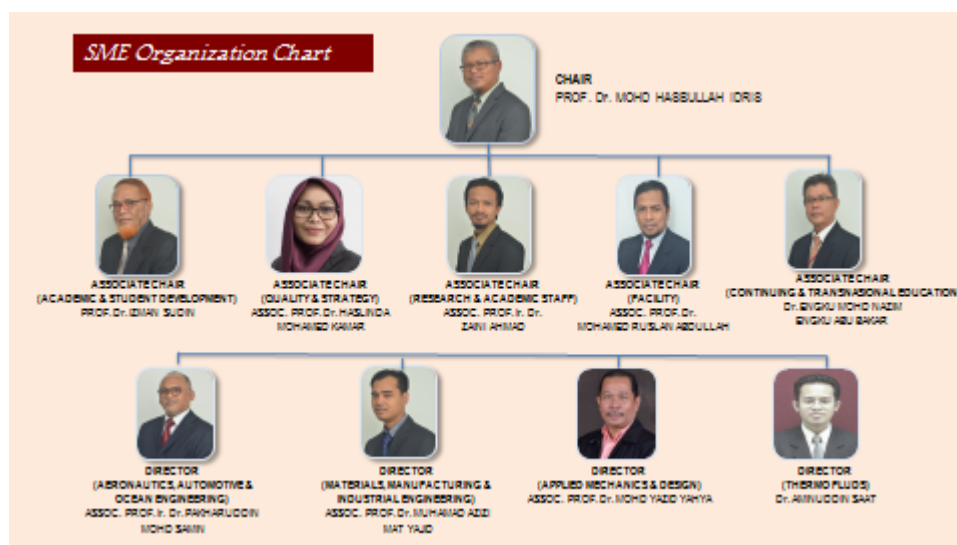 SME Organization Chart
CHAIR
PROF. Dr. MOHD HASBULLAH IDRIS
ASSOCIATE CHAIR
(ACADEMIC & STUDENT DEVELOPMENT)
PROF.Dr.IZMAN SUDIN
ASSOCIATE CHAIR
(QUALITY & STRATEGY)
ASSOC. PROF.Dr.HASLINDA
MOHAMED KAMAR
ASSOCIATE CHAIR
(RESEARCH & ACADEMIC STAFF)
ASSOC. PROF.Ir. Dr.
ZAINI AHMAD
ASSOCIATE CHAIR
(FACILITY)
ASSOC. PROF.Dr.
MOHAMED RUSLAN ABDULLAH
ASSOCIATE CHAIR
(CONTINUING & TRANSNASIONAL EDUCATION
Dr. ENGKU MOHD NAZIM
ENGKU ABU BAKAR
DIRECTOR
(AERONAUTICS, AUTOMOTIVE &
OCEAN ENGINEERING)
ASSOC. PROF.Ir. Dr.PAKHARUDDIN
MOHD SAMIN
DIRECTOR
(MATERIALS, MANUFACTURING &
INDUSTRIAL ENGINEERING)
ASSOC. PROF.Dr.MUHAMAD AZIZI
MAT YAJID
DIRECTOR
(APPLIED MECHANICS & DESIGN)
ASSOC. PROF.Dr.MOHD YAZID YAHYA
DIRECTOR
(THERMO FLUIDS)
Dr. AMINUDDIN SAAT